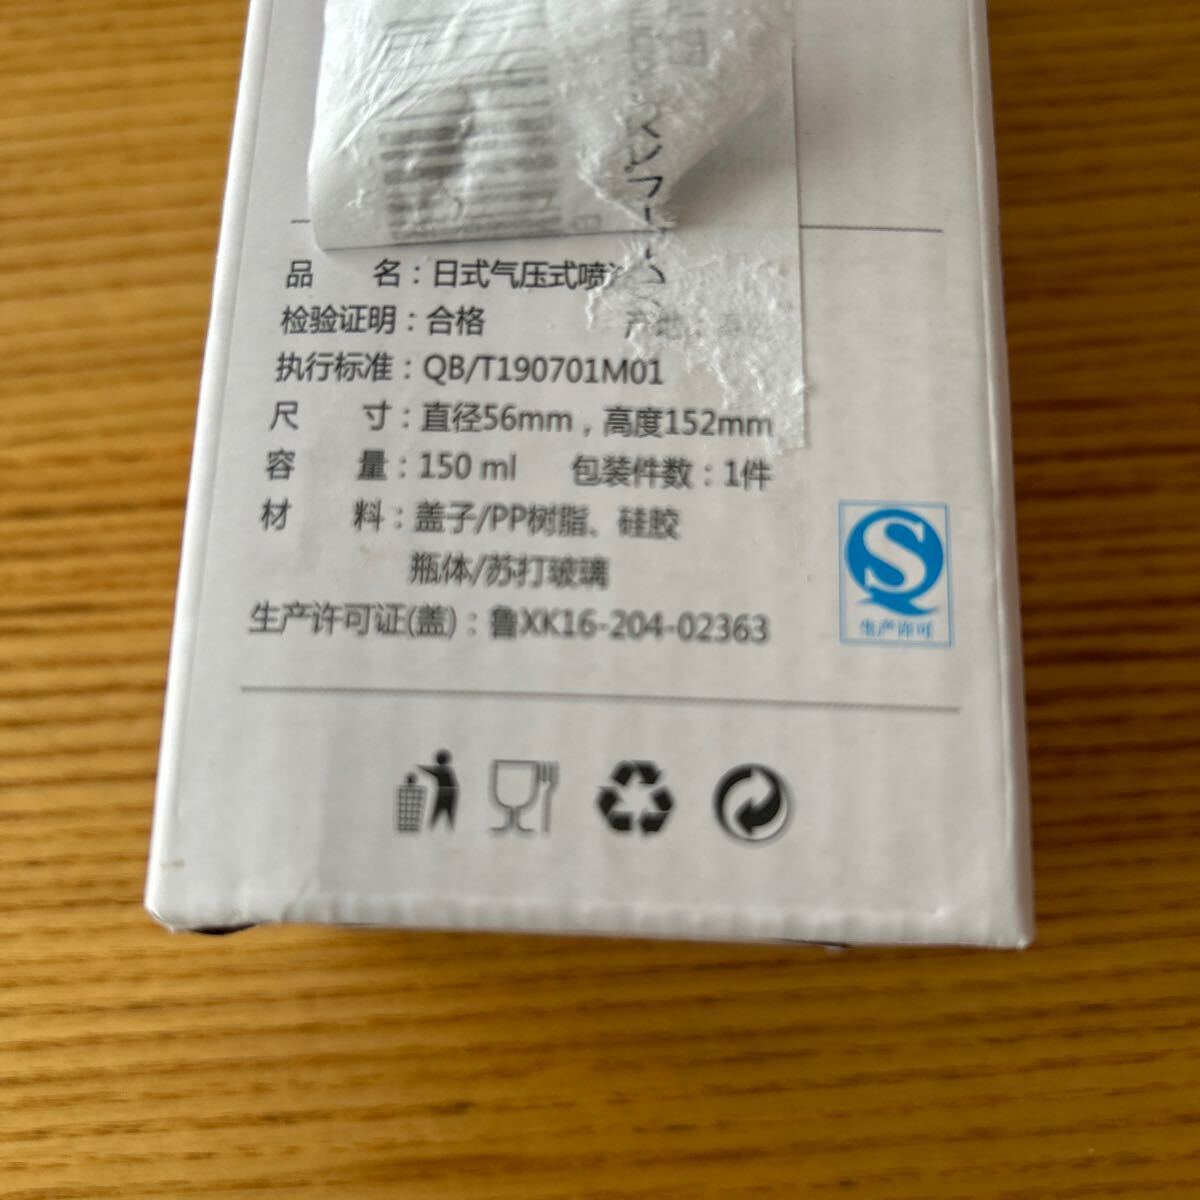 品 名：日式气压式喷
检验证明：合格 产地：
执行标准：QB/T190701M01
尺 寸：直径56mm，高度152mm
容 量：150 ml 包装件数：1件
材 料：盖子/PP树脂、硅胶
瓶体/苏打玻璃
生产许可证(盖)：鲁XK16-204-02363
S
生产许可